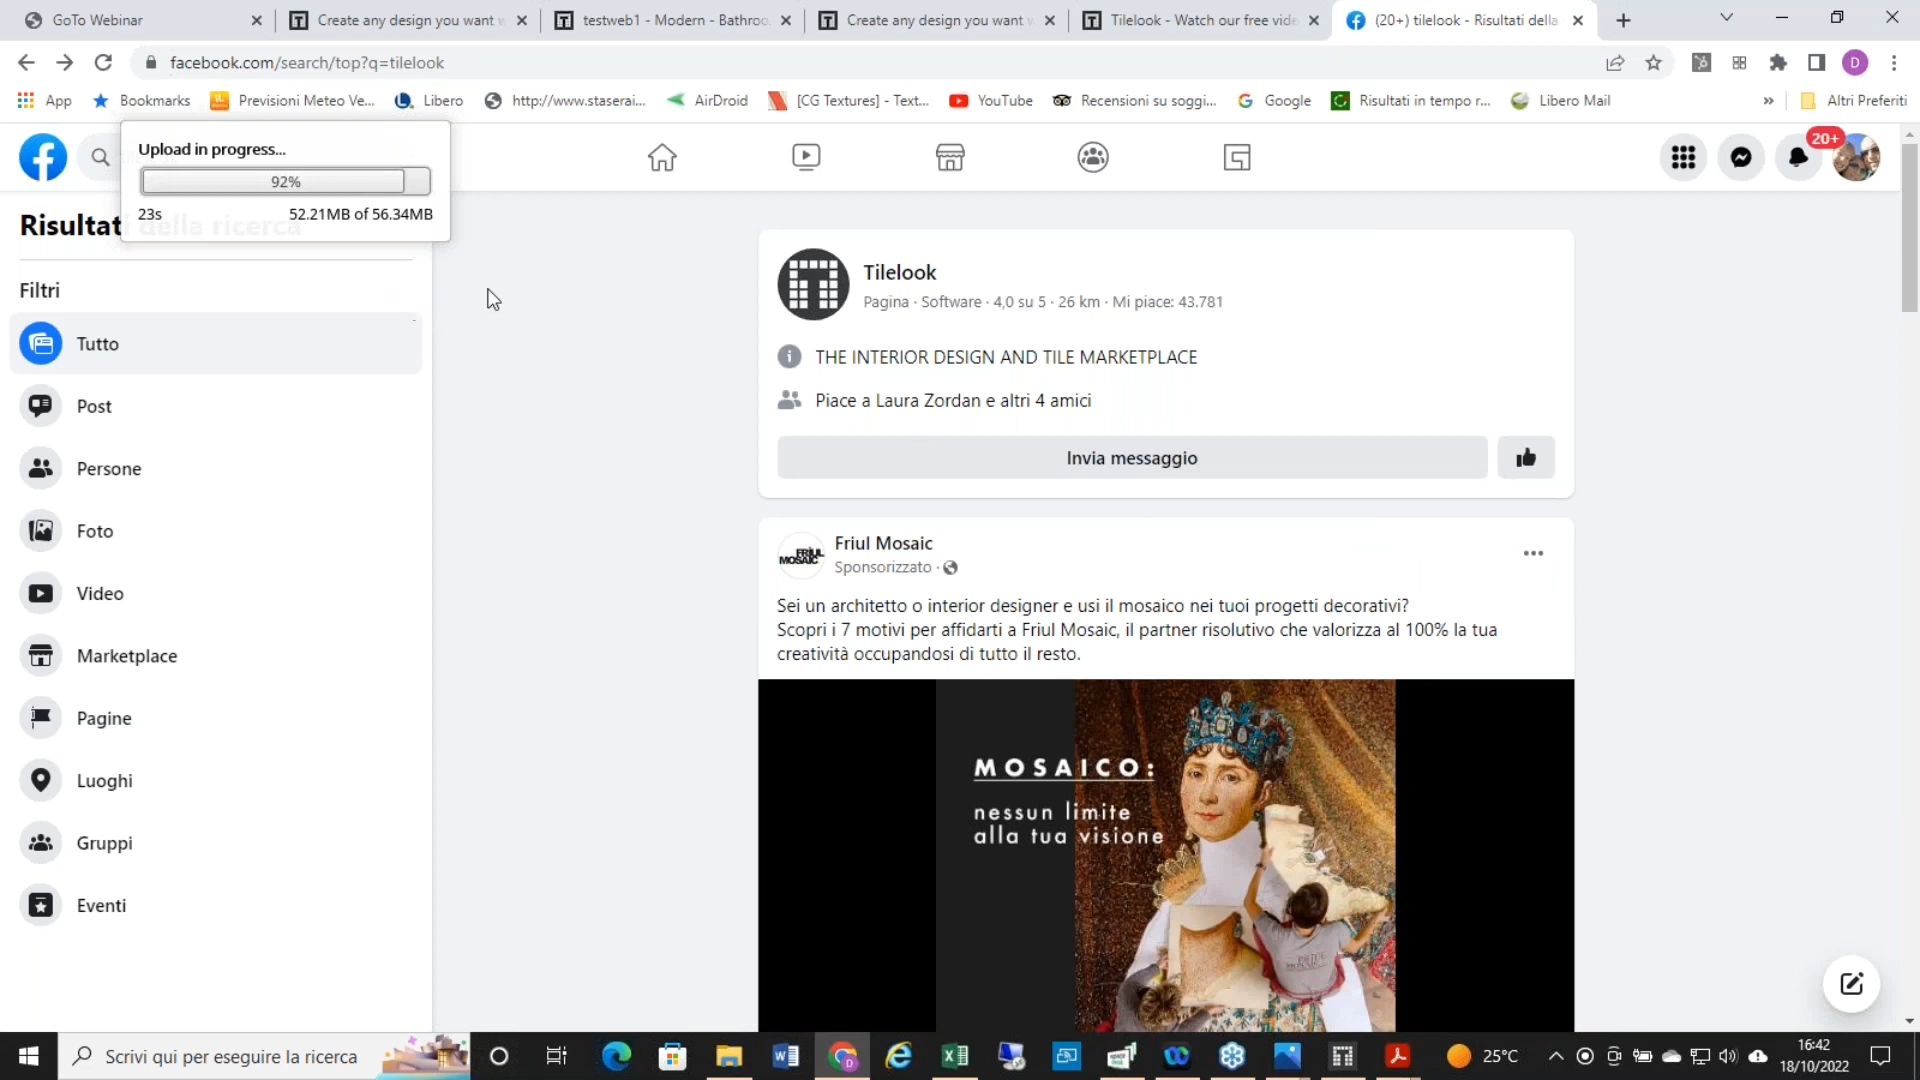 GoTo Webinar
Create any design you want w
testweb1 - Modern - Bathroo
Create any design you want w
Tilelook - Watch our free vide
(20+) tilelook - Risultati della
facebook.com/search/top?q=tilelook
D
App
Bookmarks
Previsioni Meteo Ve...
Libero
http://www.staserai...
AirDroid
[CG Textures] - Text...
YouTube
Recensioni su soggi...
Google
Risultati in tempo r...
Libero Mail
»
Altri Preferiti
Upload in progress...
92%
23s
52.21MB of 56.34MB
20+
Risultati della ricerca
Filtri
Tutto
Post
Persone
Foto
Video
Marketplace
Pagine
Luoghi
Gruppi
Eventi
Tilelook
Pagina · Software · 4,0 su 5 · 26 km · Mi piace: 43.781
THE INTERIOR DESIGN AND TILE MARKETPLACE
Piace a Laura Zordan e altri 4 amici
Invia messaggio
FRIUL
MOSAIC
Friul Mosaic
Sponsorizzato ·
Sei un architetto o interior designer e usi il mosaico nei tuoi progetti decorativi?
Scopri i 7 motivi per affidarti a Friul Mosaic, il partner risolutivo che valorizza al 100% la tua
creatività occupandosi di tutto il resto.
MOSAICO:
nessun limite
alla tua visione
Scrivi qui per eseguire la ricerca
25°C
16:42
18/10/2022